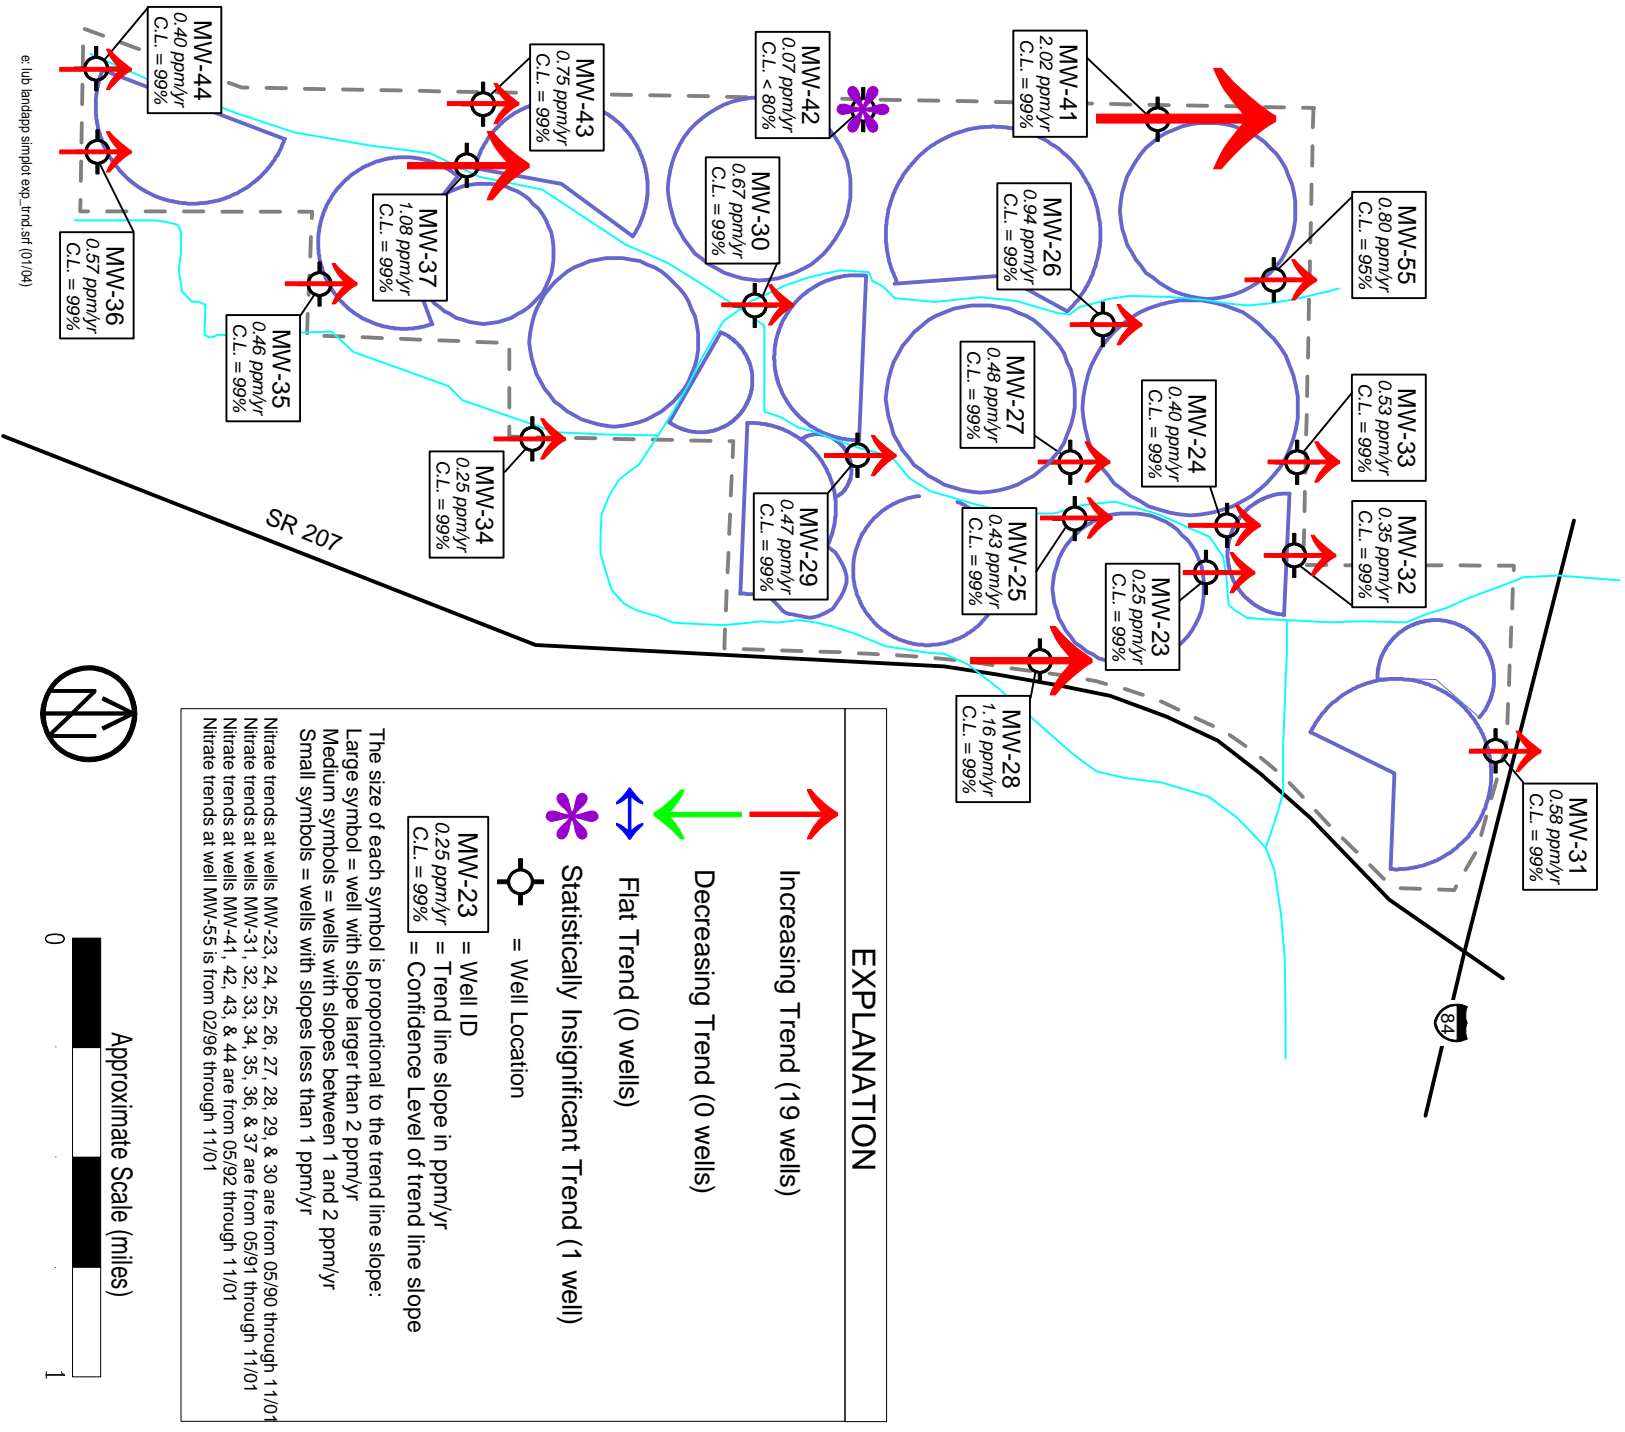 MW-31
0.58 ppm/yr
C.L. = 99%
MW-55
0.80 ppm/yr
C.L. = 95%
MW-33
0.53 ppm/yr
C.L. = 99%
MW-32
0.35 ppm/yr
C.L. = 99%
MW-24
0.40 ppm/yr
C.L. = 99%
MW-23
0.25 ppm/yr
C.L. = 99%
MW-41
2.02 ppm/yr
C.L. = 99%
MW-26
0.94 ppm/yr
C.L. = 99%
MW-27
0.48 ppm/yr
C.L. = 99%
MW-25
0.43 ppm/yr
C.L. = 99%
MW-28
1.16 ppm/yr
C.L. = 99%
MW-42
0.07 ppm/yr
C.L. < 80%
MW-30
0.67 ppm/yr
C.L. = 99%
MW-29
0.47 ppm/yr
C.L. = 99%
MW-43
0.75 ppm/yr
C.L. = 99%
MW-37
1.08 ppm/yr
C.L. = 99%
MW-34
0.25 ppm/yr
C.L. = 99%
MW-35
0.46 ppm/yr
C.L. = 99%
MW-44
0.40 ppm/yr
C.L. = 99%
MW-36
0.57 ppm/yr
C.L. = 99%
84
SR 207
EXPLANATION
Increasing Trend (19 wells)
Decreasing Trend (0 wells)
Flat Trend (0 wells)
Statistically Insignificant Trend (1 well)
= Well Location
MW-23 = Well ID
0.25 ppm/yr = Trend line slope in ppm/yr
C.L. = 99% = Confidence Level of trend line slope
The size of each symbol is proportional to the trend line slope:
Large symbol = well with slope larger than 2 ppm/yr
Medium symbols = wells with slopes between 1 and 2 ppm/yr
Small symbols = wells with slopes less than 1 ppm/yr
Nitrate trends at wells MW-23, 24, 25, 26, 27, 28, 29, & 30 are from 05/90 through 11/01
Nitrate trends at wells MW-31, 32, 33, 34, 35, 36, & 37 are from 05/91 through 11/01
Nitrate trends at wells MW-41, 42, 43, & 44 are from 05/92 through 11/01
Nitrate trends at well MW-55 is from 02/96 through 11/01
N
Approximate Scale (miles)
0 1
e: lub landapp simplot exp_trnd.srf (01/04)